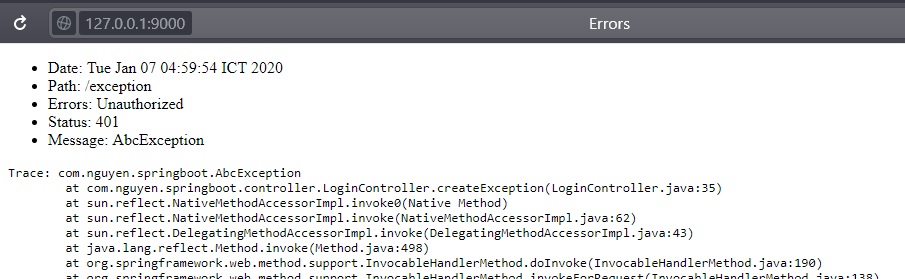 127.0.0.1:9000 Errors
Date: Tue Jan 07 04:59:54 ICT 2020
Path: /exception
Errors: Unauthorized
Status: 401
Message: AbcException
Trace: com.nguyen.springboot.AbcException
at com.nguyen.springboot.controller.LoginController.createException(LoginController.java:35)
at sun.reflect.NativeMethodAccessorImpl.invoke0(Native Method)
at sun.reflect.NativeMethodAccessorImpl.invoke(NativeMethodAccessorImpl.java:62)
at sun.reflect.DelegatingMethodAccessorImpl.invoke(DelegatingMethodAccessorImpl.java:43)
at java.lang.reflect.Method.invoke(Method.java:498)
at org.springframework.web.method.support.InvocableHandlerMethod.doInvoke(InvocableHandlerMethod.java:190)
at org.springframework.web.method.support.InvocableHandlerMethod.invokeForRequest(InvocableHandlerMethod.java:138)